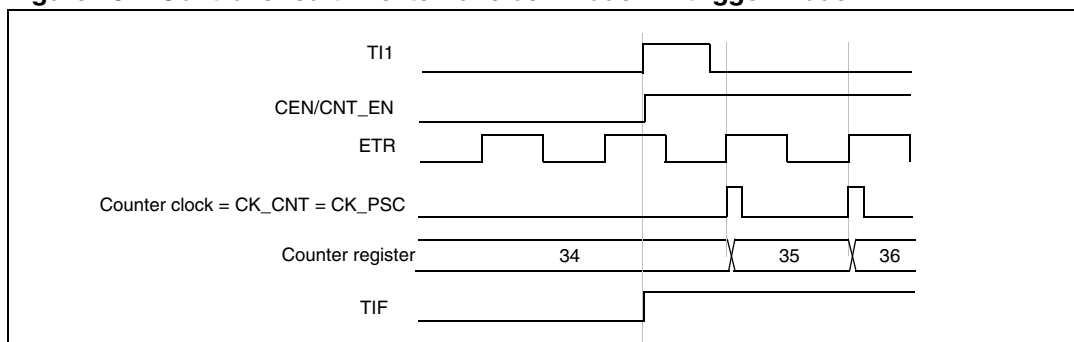 TI1
CEN/CNT_EN
ETR
Counter clock = CK_CNT = CK_PSC
Counter register
34
35
36
TIF